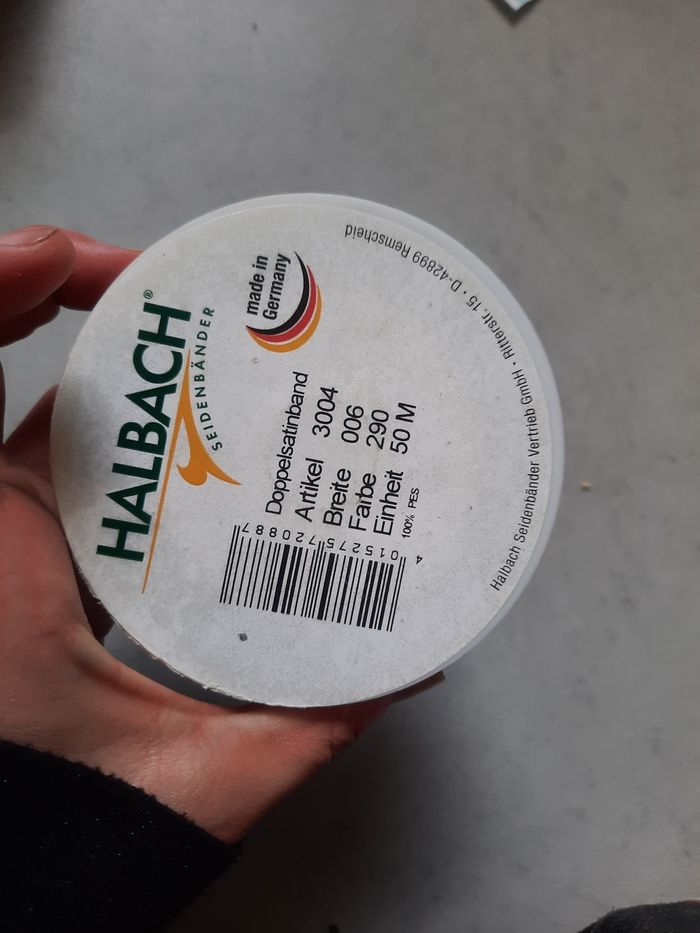 HALBACH®
SEIDENBÄNDER
made in
Germany
Doppelsatinband
Artikel 3004
Breite 006
Farbe 290
Einheit 50 M
100% PES
4 015275 720887
Halbach Seidenbänder Vertrieb GmbH • Ritterstr. 15 • D-42899 Remscheid